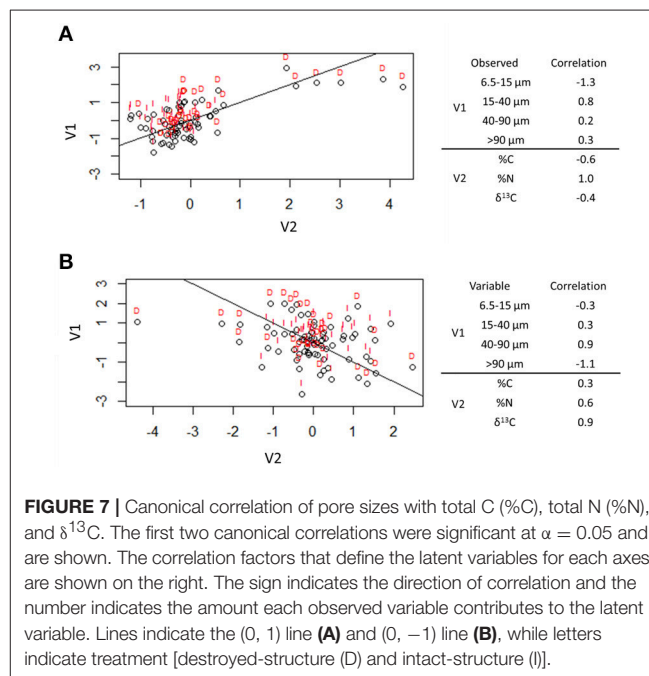 A
V1
3
1
-1
-3
-1
0
1
2
3
4
V2
Observed Correlation
V1
6.5-15 µm -1.3
15-40 µm 0.8
40-90 µm 0.2
>90 µm 0.3
V2
%C -0.6
%N 1.0
δ¹³C -0.4
B
V1
3
2
1
-1
-3
-4
-3
-2
-1
0
1
2
V2
Variable Correlation
V1
6.5-15 µm -0.3
15-40 µm 0.3
40-90 µm 0.9
>90 µm -1.1
V2
%C 0.3
%N 0.6
δ¹³C 0.9
FIGURE 7 | Canonical correlation of pore sizes with total C (%C), total N (%N),
and δ¹³C. The first two canonical correlations were significant at α = 0.05 and
are shown. The correlation factors that define the latent variables for each axes
are shown on the right. The sign indicates the direction of correlation and the
number indicates the amount each observed variable contributes to the latent
variable. Lines indicate the (0, 1) line (A) and (0, −1) line (B), while letters
indicate treatment [destroyed-structure (D) and intact-structure (I)].